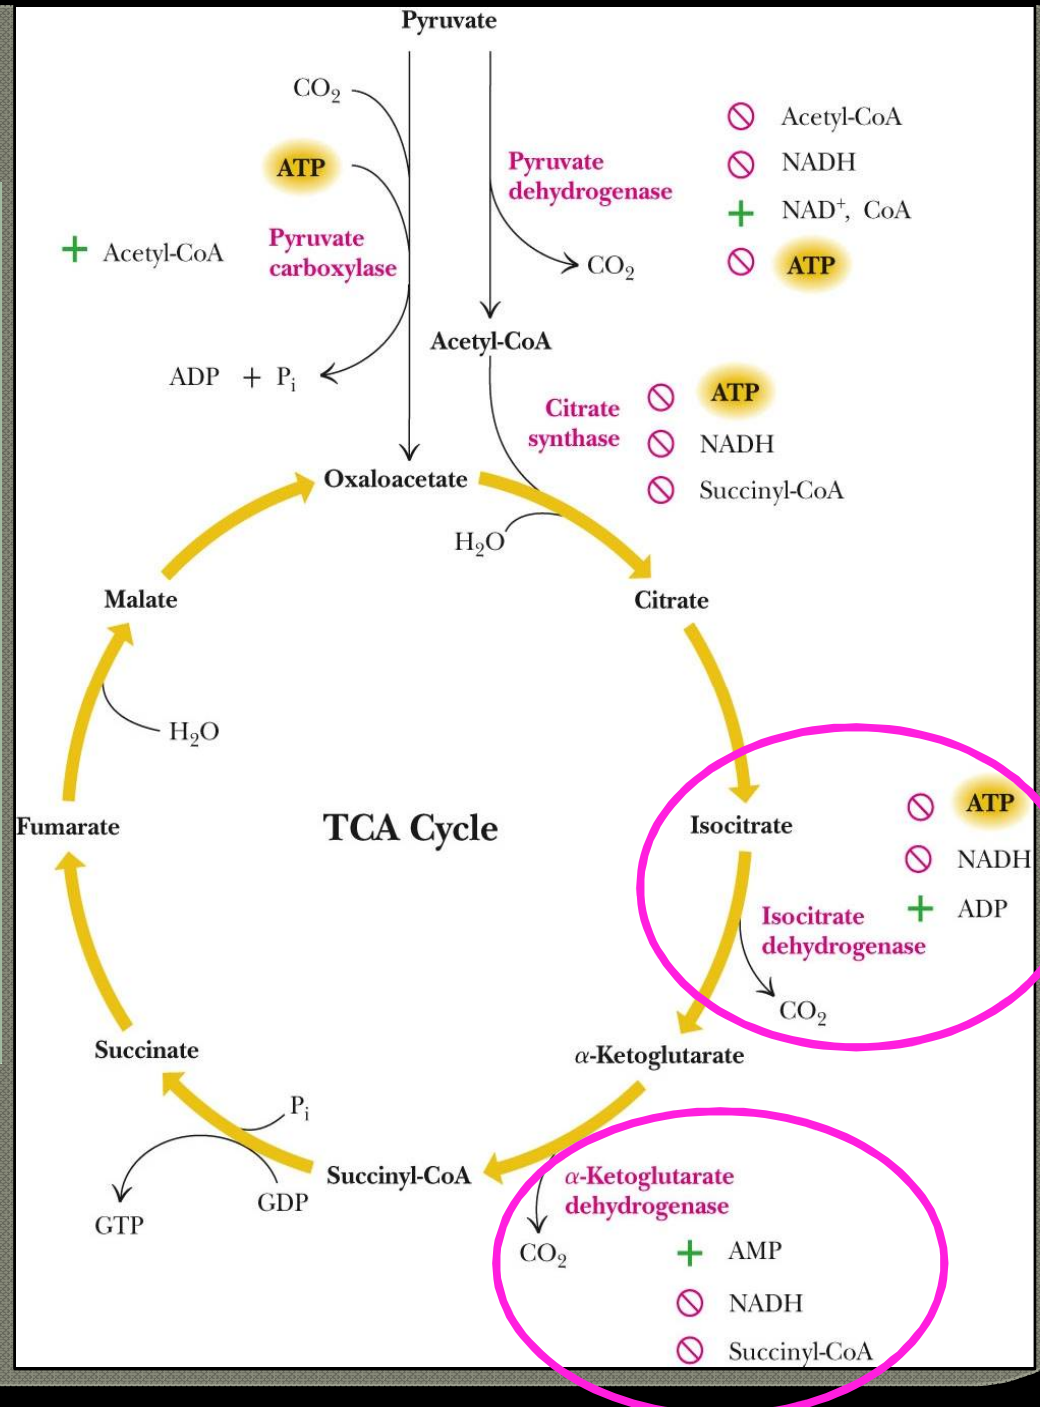 Pyruvate
CO₂
ATP
Pyruvate
dehydrogenase
Acetyl-CoA
NADH
NAD⁺, CoA
ATP
+ Acetyl-CoA
Pyruvate
carboxylase
CO₂
Acetyl-CoA
ADP + Pᵢ
Citrate
synthase
ATP
NADH
Succinyl-CoA
Oxaloacetate
H₂O
Malate
Citrate
H₂O
Fumarate
TCA Cycle
Isocitrate
ATP
NADH
+ ADP
Isocitrate
dehydrogenase
CO₂
Succinate
α-Ketoglutarate
Pᵢ
Succinyl-CoA
GDP
GTP
α-Ketoglutarate
dehydrogenase
CO₂
+ AMP
NADH
Succinyl-CoA